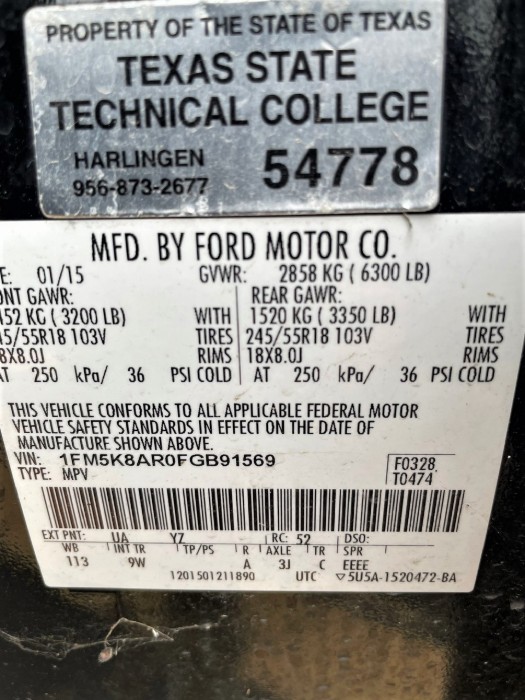 PROPERTY OF THE STATE OF TEXAS
TEXAS STATE
TECHNICAL COLLEGE
HARLINGEN
956-873-2677
54778
MFD. BY FORD MOTOR CO.
E: 01/15 GVWR: 2858 KG ( 6300 LB)
NT GAWR: REAR GAWR:
52 KG ( 3200 LB) WITH 1520 KG ( 3350 LB) WITH
5/55R18 103V TIRES 245/55R18 103V TIRES
8X8.0J RIMS 18X8.0J RIMS
AT 250 kPa/ 36 PSI COLD AT 250 kPa/ 36 PSI COLD
THIS VEHICLE CONFORMS TO ALL APPLICABLE FEDERAL MOTOR
VEHICLE SAFETY STANDARDS IN EFFECT ON THE DATE OF
MANUFACTURE SHOWN ABOVE.
VIN: 1FM5K8AR0FGB91569 F0328
TYPE: MPV T0474
EXT PNT: UA Y7 RC: 52 DSO:
WB INT TR TP/PS R AXLE TR SPR
113 9W A 3J C EEEE
1201501211890 UTC ▽5U5A-1520472-BA